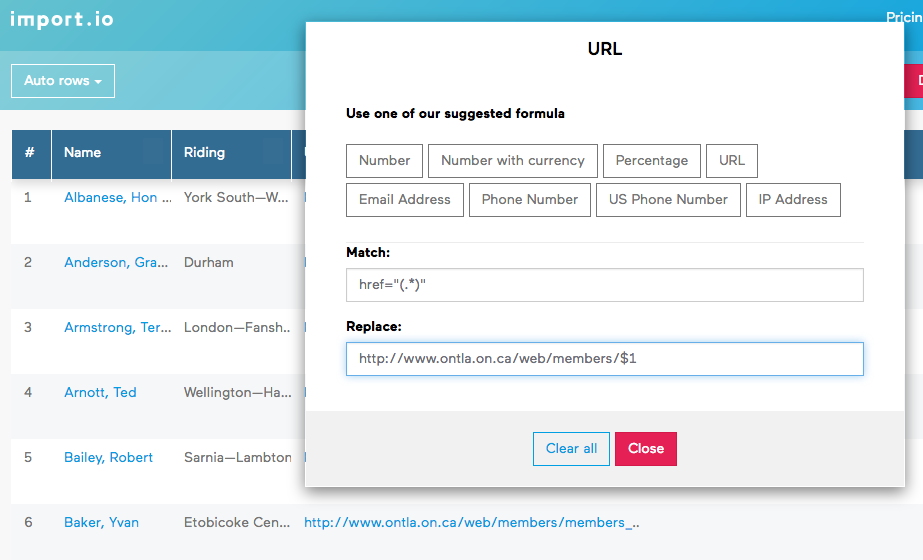 import.io
Pricin
URL
Auto rows
Use one of our suggested formula
Number Number with currency Percentage URL
Email Address Phone Number US Phone Number IP Address
Match:
href="(.*)"
Replace:
http://www.ontla.on.ca/web/members/$1
Clear all Close
# Name Riding
1 Albanese, Hon ... York South—W...
2 Anderson, Gra... Durham
3 Armstrong, Ter... London—Fansh..
4 Arnott, Ted Wellington—Ha...
5 Bailey, Robert Sarnia—Lambton
6 Baker, Yvan Etobicoke Cen... http://www.ontla.on.ca/web/members/members_..